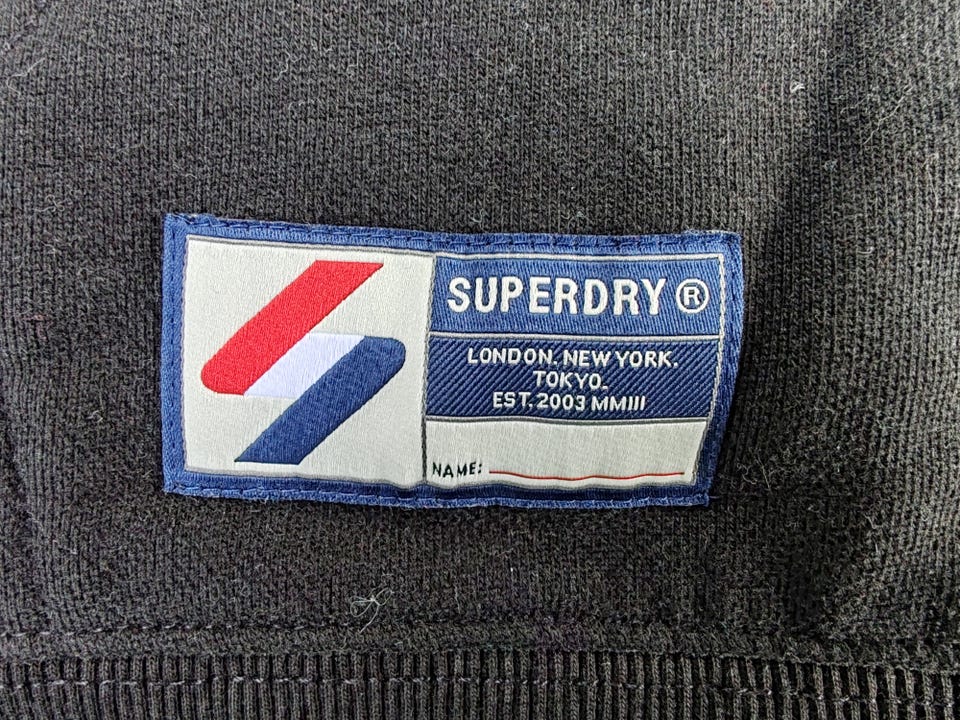 SUPERDRY ®
LONDON. NEW YORK.
TOKYO.
EST. 2003 MMIII
NAME: